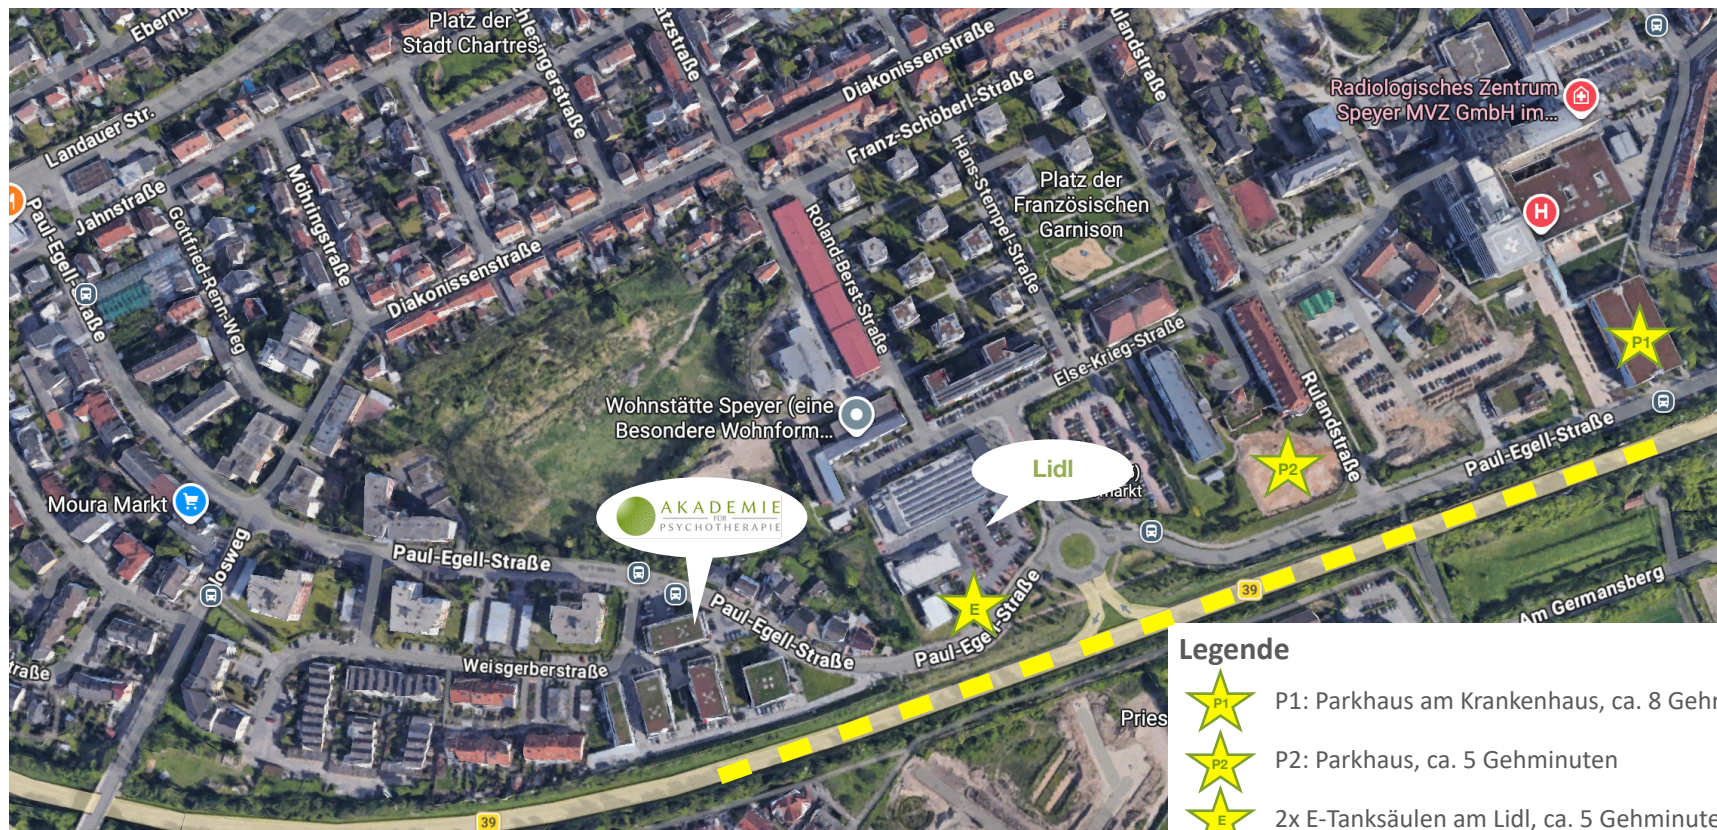 Platz der
Stadt Chartres
Landauer Str.
Jahnstraße
Möhringstraße
Gottfried-Renn-Weg
Paul-Egell-Straße
Diakonissenstraße
Diakonissenstraße
Franz-Schöberl-Straße
Hans-Stempel-Straße
Roland-Berst-Straße
Platz der
Französischen
Garnison
Radiologisches Zentrum
Speyer MVZ GmbH im...
H
P1
Else-Krieg-Straße
Rulandstraße
Wohnstätte Speyer (eine
Besondere Wohnform...
Lidl
P2
Paul-Egell-Straße
Moura Markt
AKADEMIE
FÜR
PSYCHOTHERAPIE
Paul-Egell-Straße
Paul-Egell-Straße
E
Paul-Egell-Straße
39
Am Germansberg
Weisgerberstraße
39
Legende
P1
P1: Parkhaus am Krankenhaus, ca. 8 Geh
P2
P2: Parkhaus, ca. 5 Gehminuten
E
2x E-Tanksäulen am Lidl, ca. 5 Gehminute